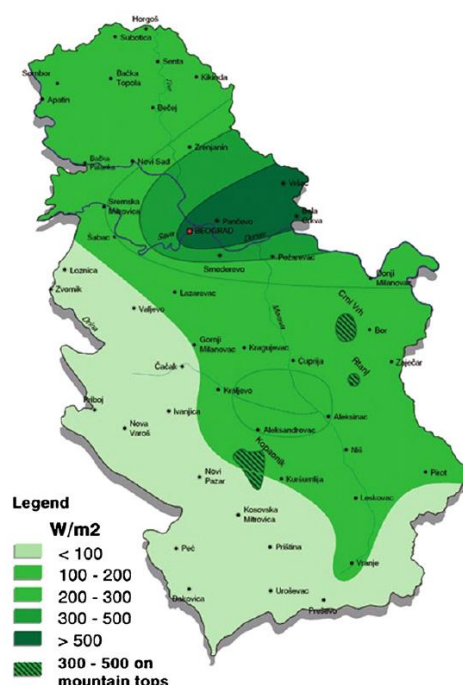 Horgoš
Subotica
Senta
Sombor
Bačka
Topola
Kikinda
Apatin
Bečej
Zrenjanin
Bačka
Palanka
Novi Sad
Vršac
Sremska
Mitrovica
Pančevo
Bela
Crkva
BEOGRAD
Sava
Dunav
Šabac
Smederevo
Požarevac
Loznica
Donji
Milanovac
Zvornik
Lazarevac
Crni Vrh
Valjevo
Morava
Drina
Bor
Gornji
Milanovac
Kragujevac
Rtanj
Ćuprija
Zaječar
Čačak
Kraljevo
Priboj
Ivanjica
Aleksinac
Nova
Varoš
Aleksandrovac
Kopaonik
Niš
Novi
Pazar
Kuršumlija
Pirot
Leskovac
Kosovska
Mitrovica
Peć
Priština
Vranje
Đakovica
Uroševac
Preševo
Legend
W/m2
< 100
100 - 200
200 - 300
300 - 500
> 500
300 - 500 on
mountain tops